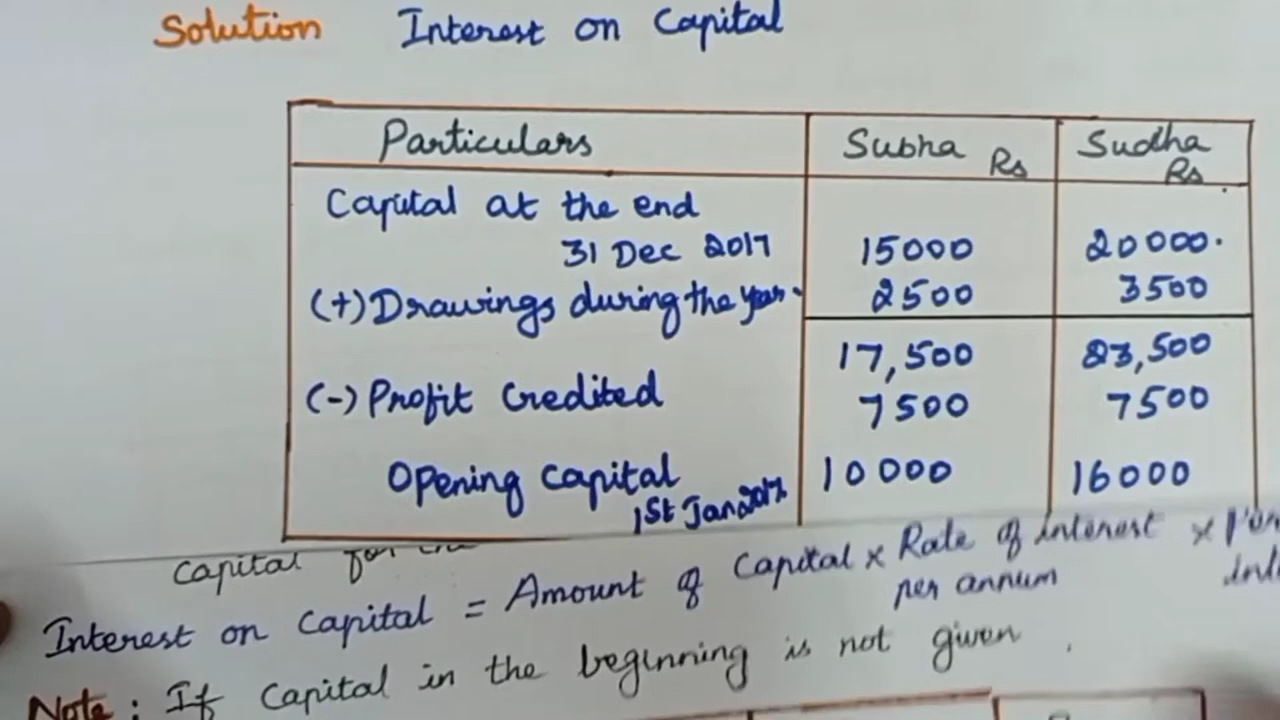 Solution Interest on Capital
Particulars Subha Rs Sudha Rs.
Capital at the end
31 Dec 2017 15000 20000.
(+) Drawings during the year. 2500 3500
17,500 23,500
(-) Profit Credited 7500 7500
Opening capital 10000 16000
1st Jan 2017
capital for the
Interest on capital = Amount of Capital x Rate of interest x
per annum
Note: If capital in the beginning is not given.